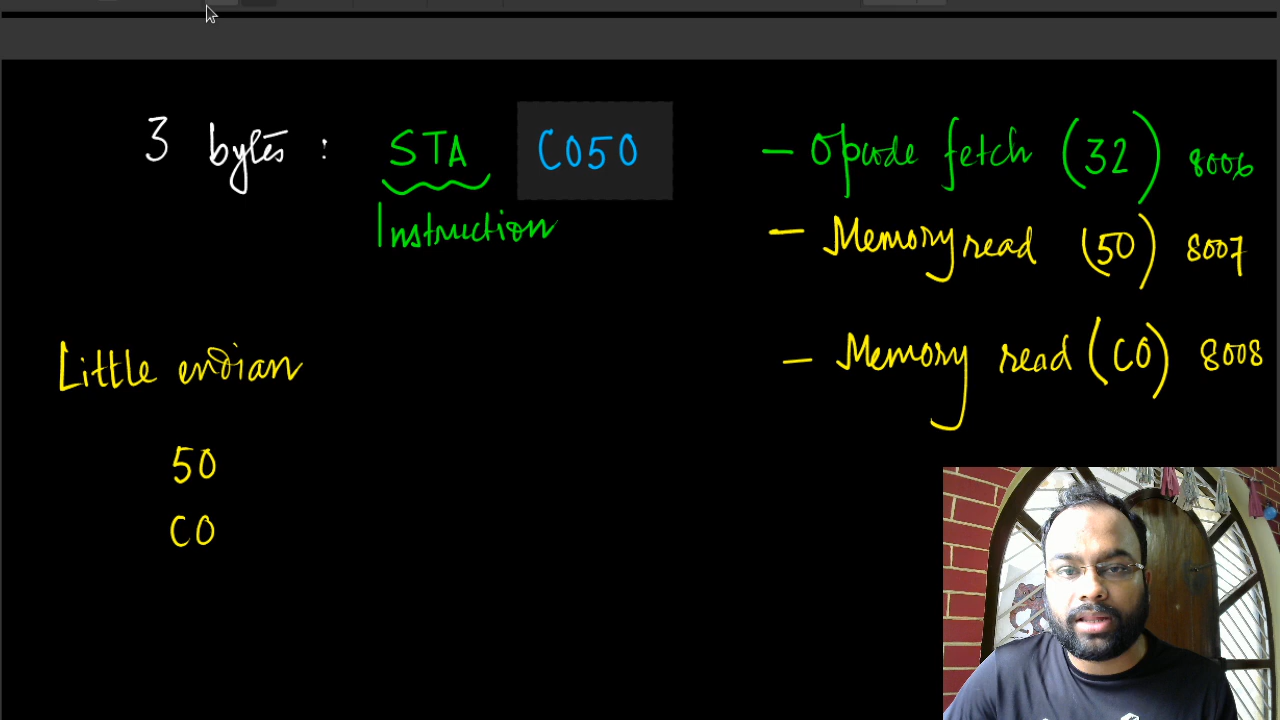 3 bytes : STA C050
Instruction
- Opcode fetch (32) 8006
- Memory read (50) 8007
- Memory read (C0) 8008
Little endian
50
C0